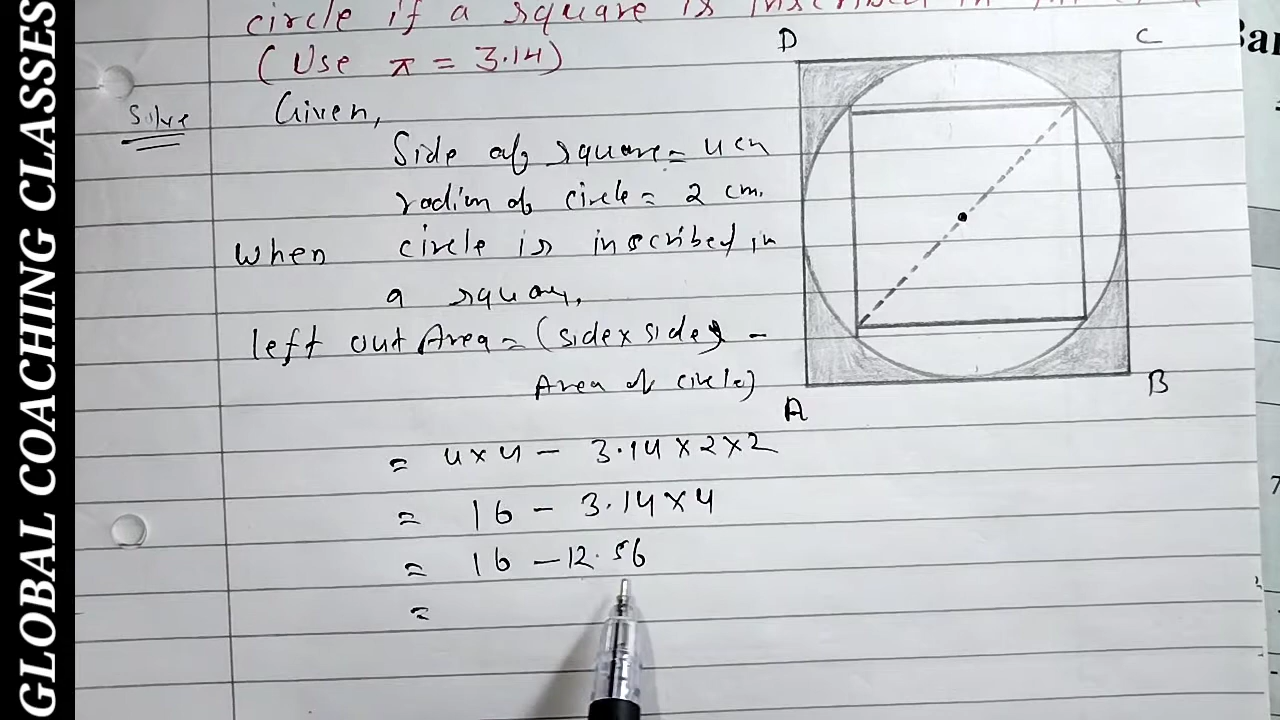 GLOBAL COACHING CLASSES
circle if a square is inscribed in
(Use π = 3.14)
Solve
Given,
Side of square = 4 cm
radius of circle = 2 cm.
When circle is inscribed in
a square,
left out Area = (side x side) -
Area of circle)
= 4 x 4 - 3.14 x 2 x 2
= 16 - 3.14 x 4
= 16 - 12.56
=
D
C
A
B